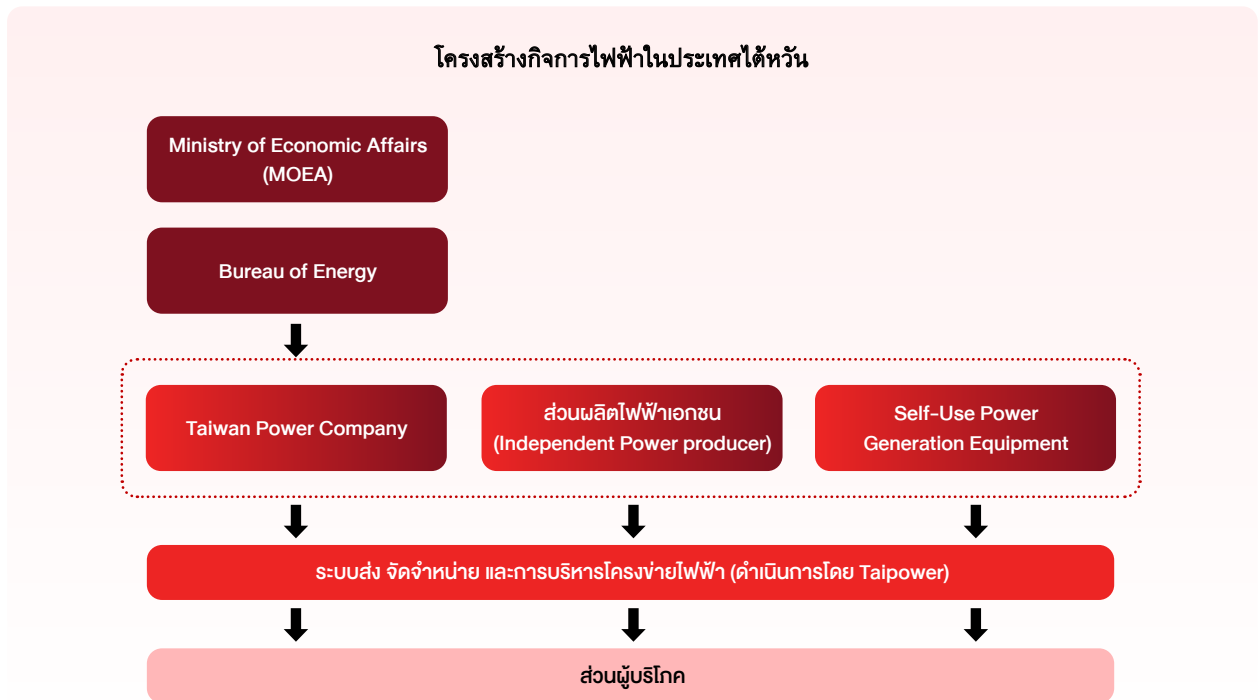 โครงสร้างกิจการไฟฟ้าในประเทศไต้หวัน
Ministry of Economic Affairs
(MOEA)
Bureau of Energy
Taiwan Power Company
ส่วนผลิตไฟฟ้าเอกชน
(Independent Power producer)
Self-Use Power
Generation Equipment
ระบบส่ง จัดจำหน่าย และการบริหารโครงข่ายไฟฟ้า (ดำเนินการโดย Taipower)
ส่วนผู้บริโภค